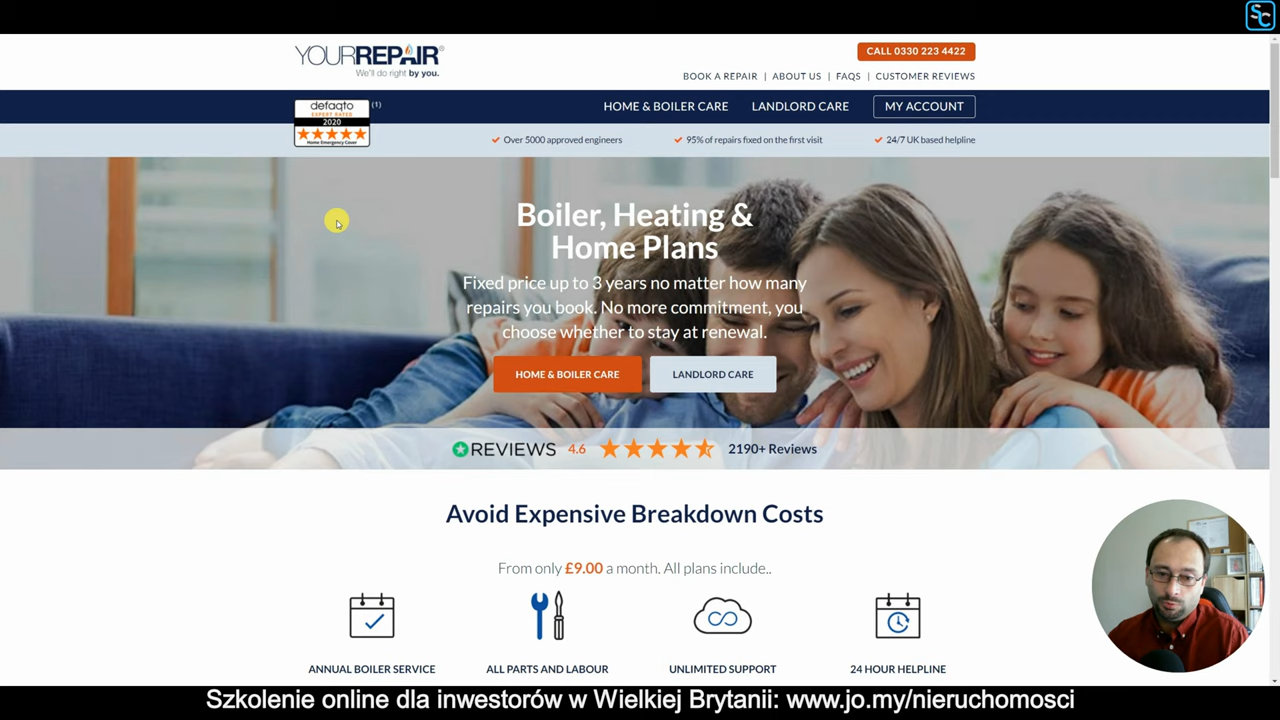 SC
YOURREPAIR®
We'll do right by you.
CALL 0330 223 4422
BOOK A REPAIR | ABOUT US | FAQS | CUSTOMER REVIEWS
defaqto
EXPERT RATED
2020
Home Emergency Cover
(1)
HOME & BOILER CARE LANDLORD CARE MY ACCOUNT
Over 5000 approved engineers 95% of repairs fixed on the first visit 24/7 UK based helpline
Boiler, Heating &
Home Plans
Fixed price up to 3 years no matter how many
repairs you book. No more commitment, you
choose whether to stay at renewal.
HOME & BOILER CARE LANDLORD CARE
REVIEWS 4.6 2190+ Reviews
Avoid Expensive Breakdown Costs
From only £9.00 a month. All plans include..
ANNUAL BOILER SERVICE ALL PARTS AND LABOUR UNLIMITED SUPPORT 24 HOUR HELPLINE
Szkolenie online dla inwestorów w Wielkiej Brytanii: www.jo.my/nieruchomosci